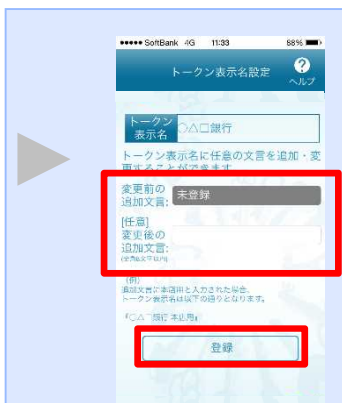 ●●●●● SoftBank 4G 11:33 88%
トークン表示名設定
?
ヘルプ
トークン
表示名
○△□銀行
トークン表示名に任意の文言を追加・変
更することができます
変更前の
追加文言:
未登録
[任意]
変更後の
追加文言:
(例)
追加文言に本店用と入力された場合、
トークン表示名は以下の通りとなります。
登録